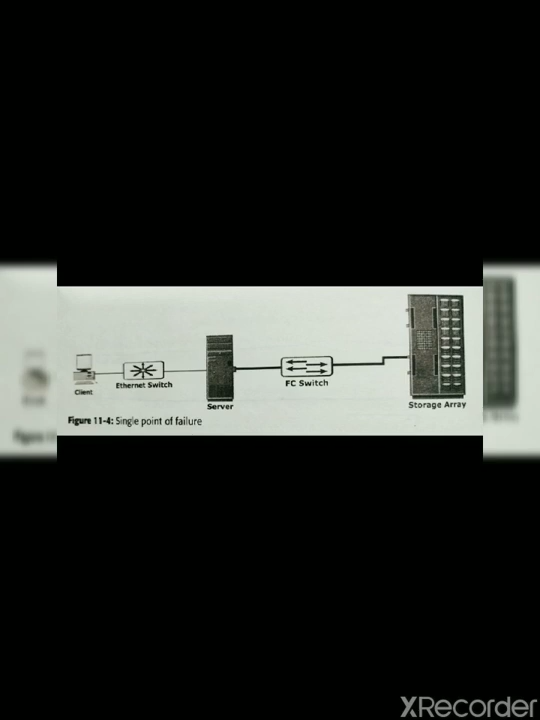 Client
Ethernet Switch
Server
FC Switch
Storage Array
Figure 11-4: Single point of failure
XRecorder